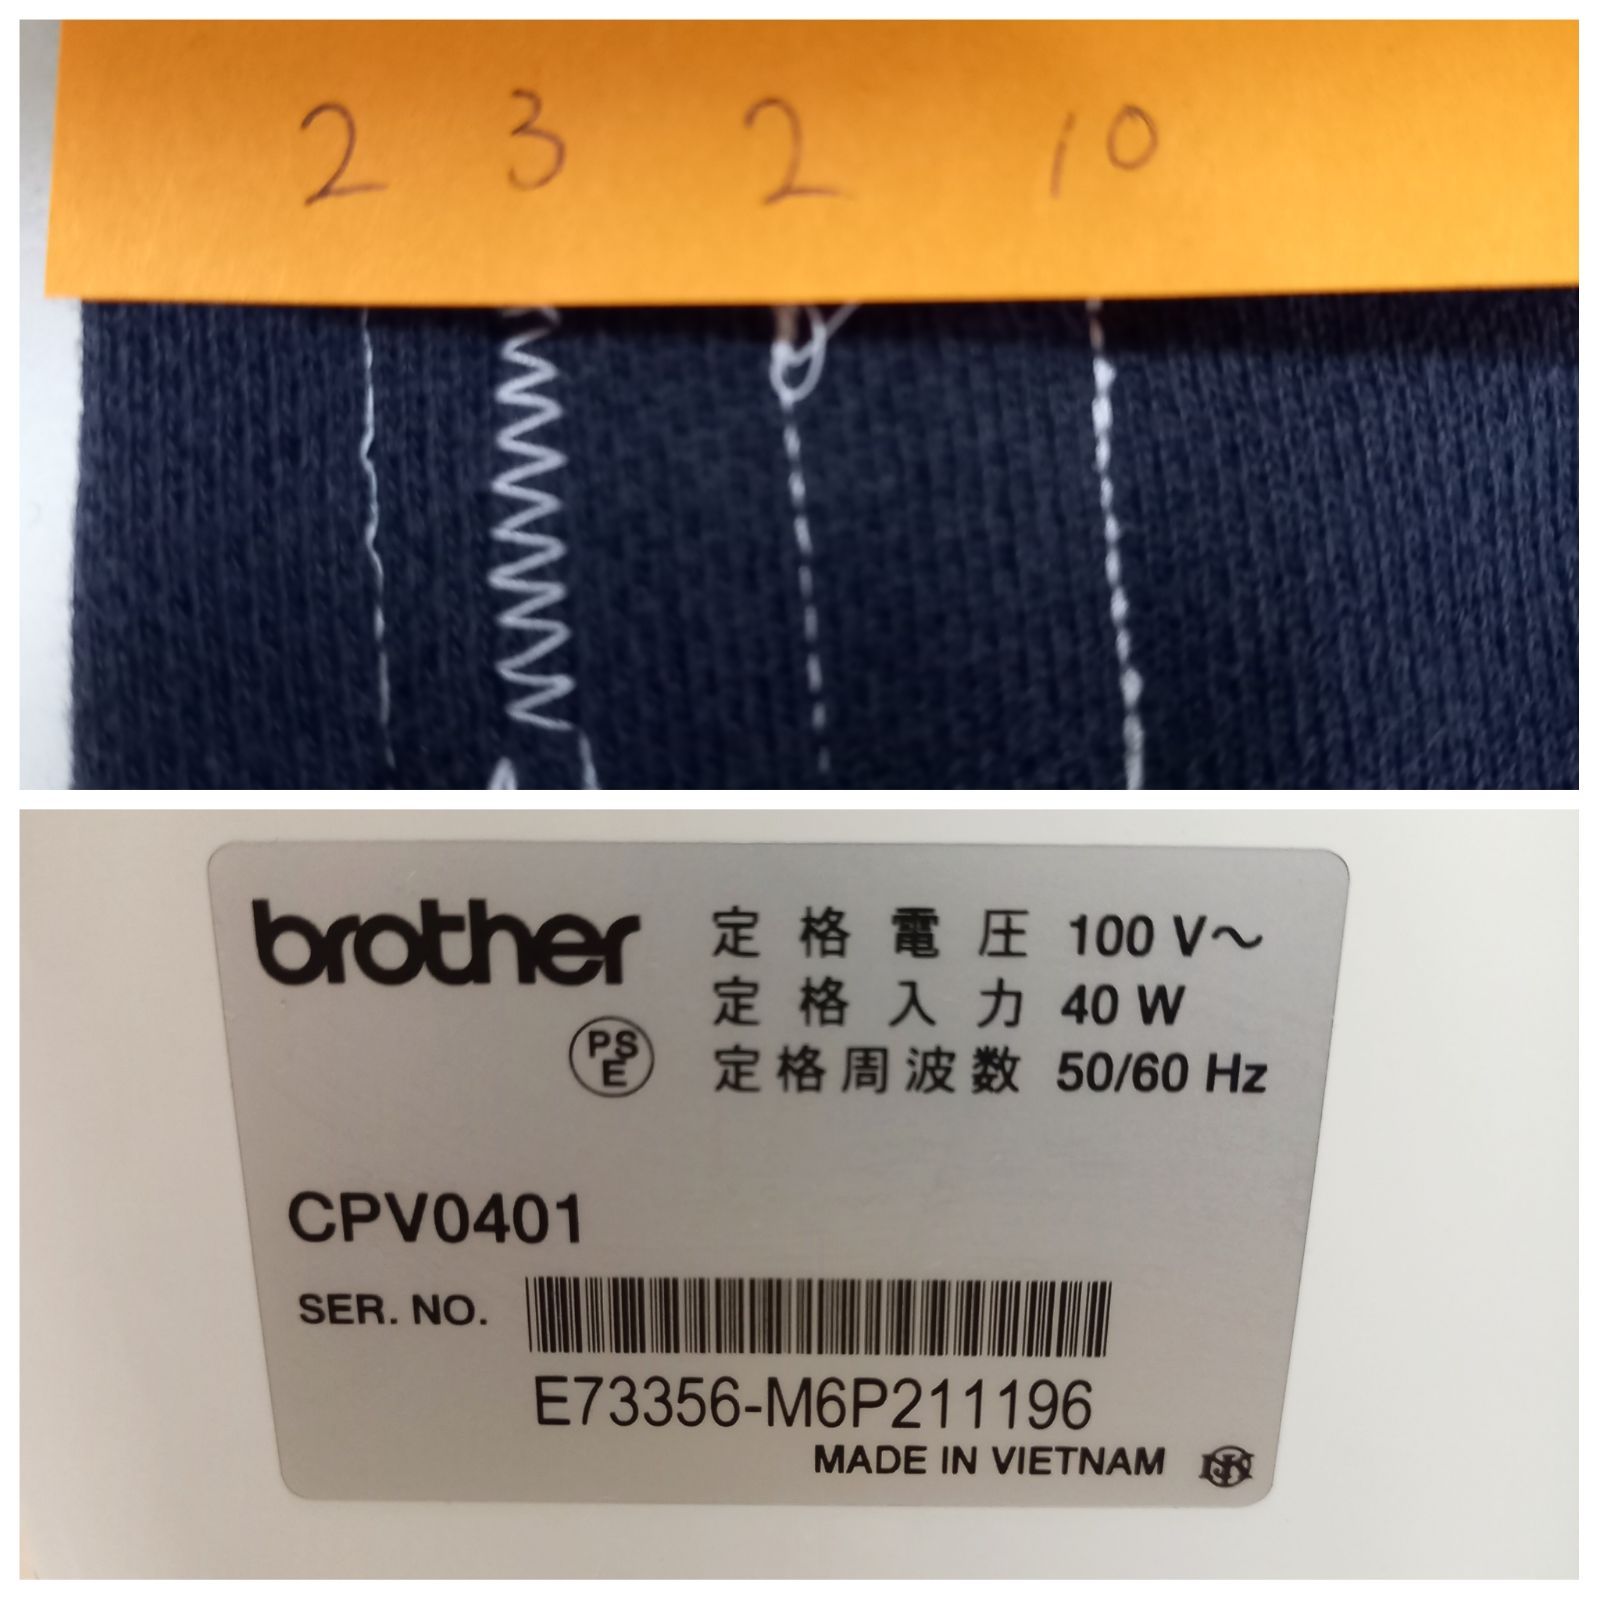 2 3 2 10
brother
PSE
定格電圧 100 V～
定格入力 40 W
定格周波数 50/60 Hz
CPV0401
SER. NO.
E73356-M6P211196
MADE IN VIETNAM